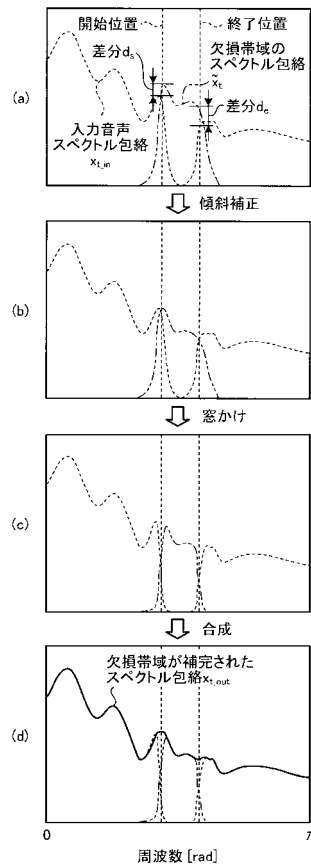 開始位置
終了位置
差分ds
欠損帯域の
スペクトル包絡
x̃t
(a)
差分de
入力音声
スペクトル包絡
xt_in
傾斜補正
(b)
窓かけ
(c)
合成
欠損帯域が補完された
スペクトル包絡xt_out
(d)
0
周波数 [rad]